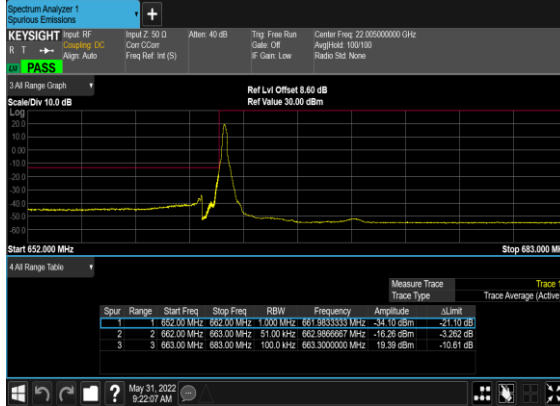 Spectrum Analyzer 1
Spurious Emissions
KEYSIGHT Input: RF Input Z: 50 Ω Atten: 40 dB Trig: Free Run Center Freq: 22.005000000 GHz
R T Coupling: DC Corr CCorr Gate: Off Avg|Hold: 100/100
Align: Auto Freq Ref: Int (S) IF Gain: Low Radio Std: None
PASS
3 All Range Graph
Ref Lvl Offset 8.60 dB
Scale/Div 10.0 dB Ref Value 30.00 dBm
Log
20.0
10.0
0.00
-10.0
-20.0
-30.0
-40.0
-50.0
-60.0
Start 652.000 MHz Stop 683.000 MH
4 All Range Table
Measure Trace Trace 1
Trace Type Trace Average (Active
Spur Range Start Freq Stop Freq RBW Frequency Amplitude ΔLimit
1 1 652.00 MHz 662.00 MHz 1.000 MHz 661.9833333 MHz -34.10 dBm -21.10 dB
2 2 662.00 MHz 663.00 MHz 51.00 kHz 662.9866667 MHz -16.26 dBm -3.262 dB
3 3 663.00 MHz 683.00 MHz 100.0 kHz 663.3000000 MHz 19.39 dBm -10.61 dB
? May 31, 2022
9:22:07 AM